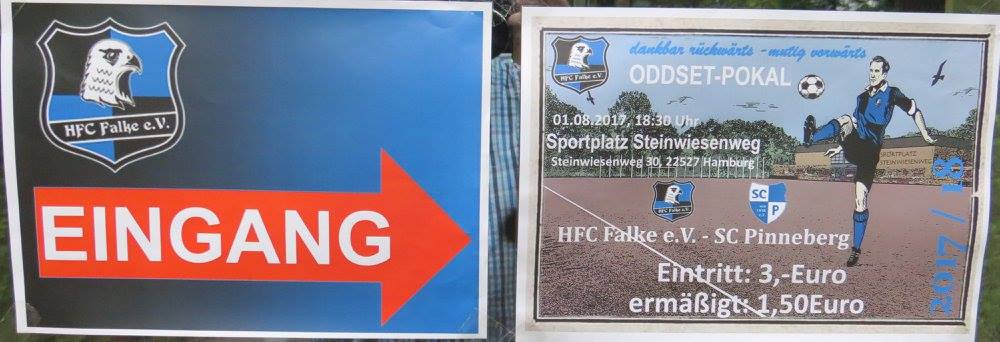 HFC Falke e.V.
EINGANG
HFC Falke e.V.
dankbar rückwärts - mutig vorwärts
ODDSET-POKAL
01.08.2017, 18:30 Uhr
Sportplatz Steinwiesenweg
Steinwiesenweg 30, 22527 Hamburg
SPORTPLATZ
STEINWIESENWEG
HFC Falke e.V.
SC
P
HFC Falke e.V. - SC Pinneberg
Eintritt: 3,-Euro
ermäßigt: 1,50Euro
2017 / 18